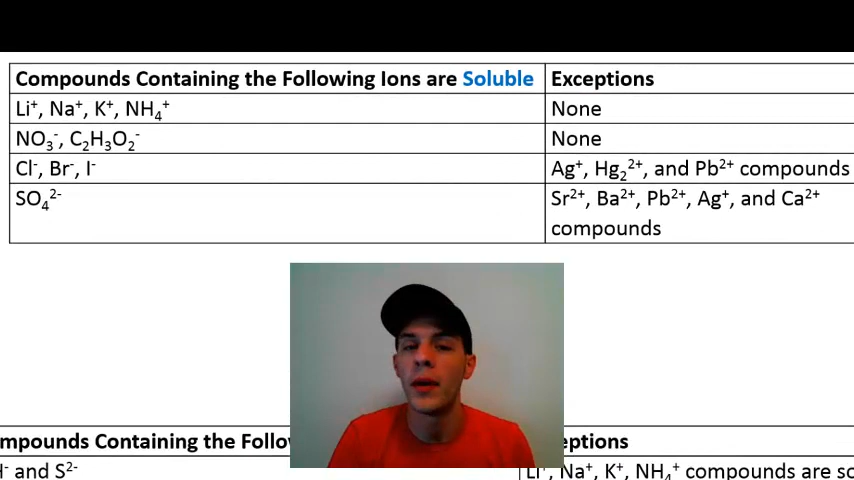 Compounds Containing the Following Ions are Soluble Exceptions
Li⁺, Na⁺, K⁺, NH₄⁺ None
NO₃⁻, C₂H₃O₂⁻ None
Cl⁻, Br⁻, I⁻ Ag⁺, Hg₂²⁺, and Pb²⁺ compounds
SO₄²⁻ Sr²⁺, Ba²⁺, Pb²⁺, Ag⁺, and Ca²⁺
compounds
mpounds Containing the Follow eptions
H⁻ and S²⁻ Li⁺, Na⁺, K⁺, NH₄⁺ compounds are so